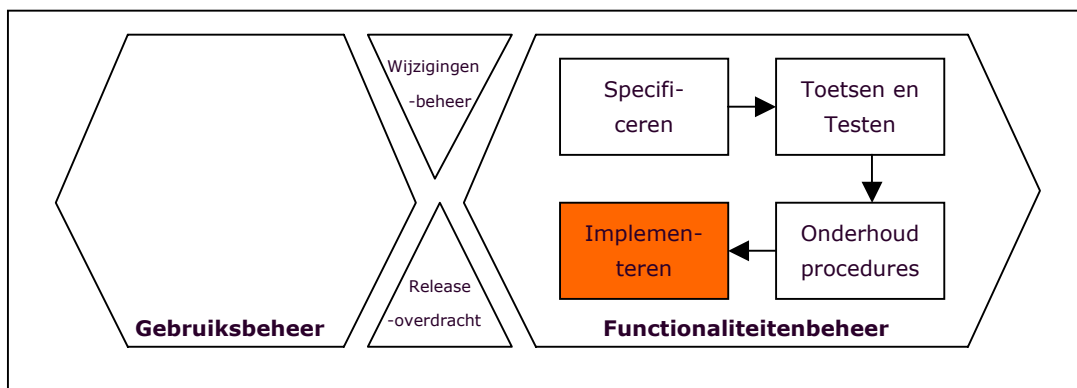 Wijzigingen
-beheer
Specifi-
ceren
Toetsen en
Testen
Implemen-
teren
Onderhoud
procedures
Release
-overdracht
Gebruiksbeheer
Functionaliteitenbeheer